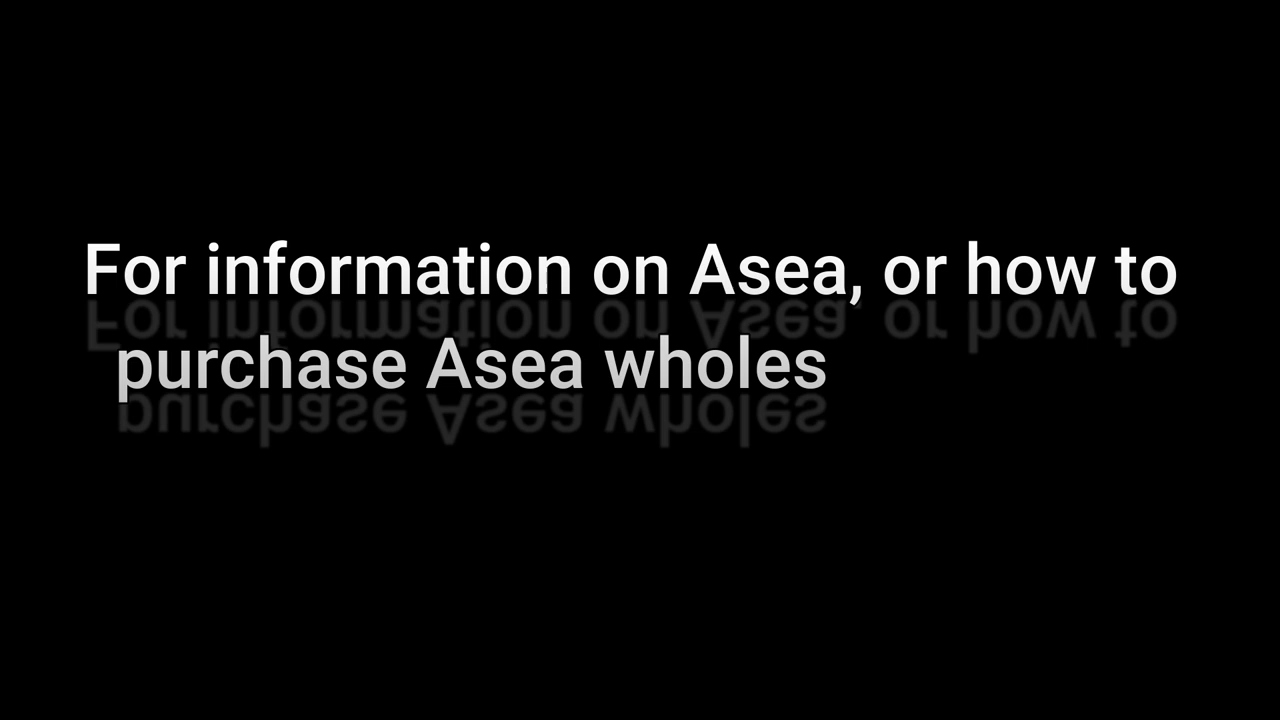 For information on Asea, or how to
purchase Asea wholes